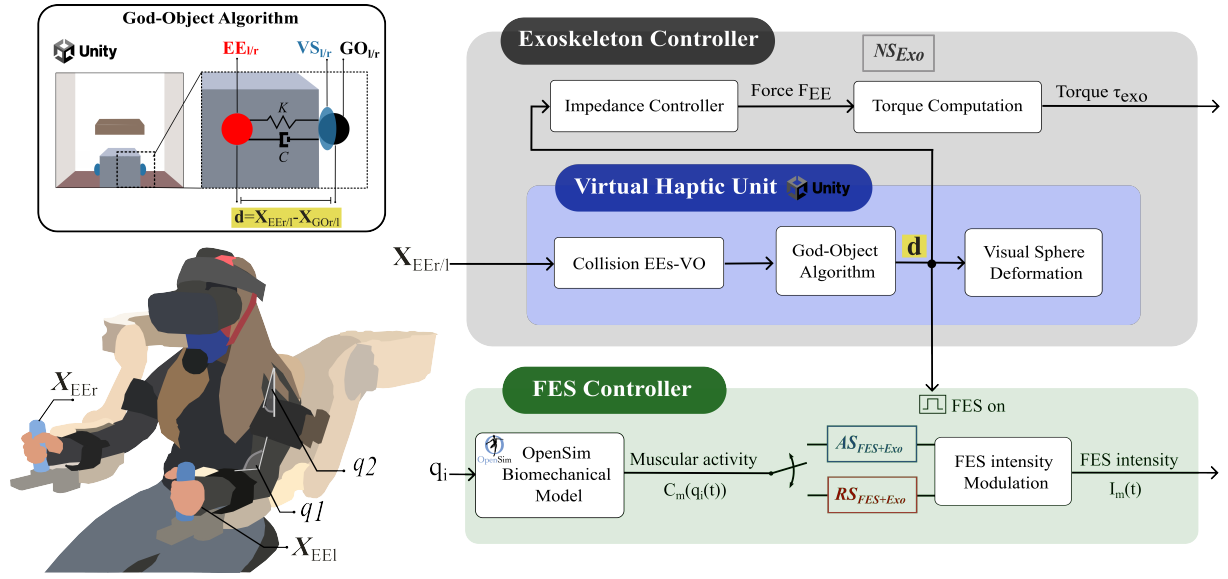 God-Object Algorithm
Unity
EEl/r
VSl/r
GOl/r
K
C
d=XEEr/l-XGOr/l
XEEr
q2
q1
XEEl
Exoskeleton Controller
NSExo
Impedance Controller
Force FEE
Torque Computation
Torque τexo
Virtual Haptic Unit
Unity
XEEr/l
Collision EEs-VO
God-Object
Algorithm
d
Visual Sphere
Deformation
FES Controller
FES on
qi
OpenSim
OpenSim
Biomechanical
Model
Muscular activity
Cm(qi(t))
ASFES+Exo
RSFES+Exo
FES intensity
Modulation
FES intensity
Im(t)